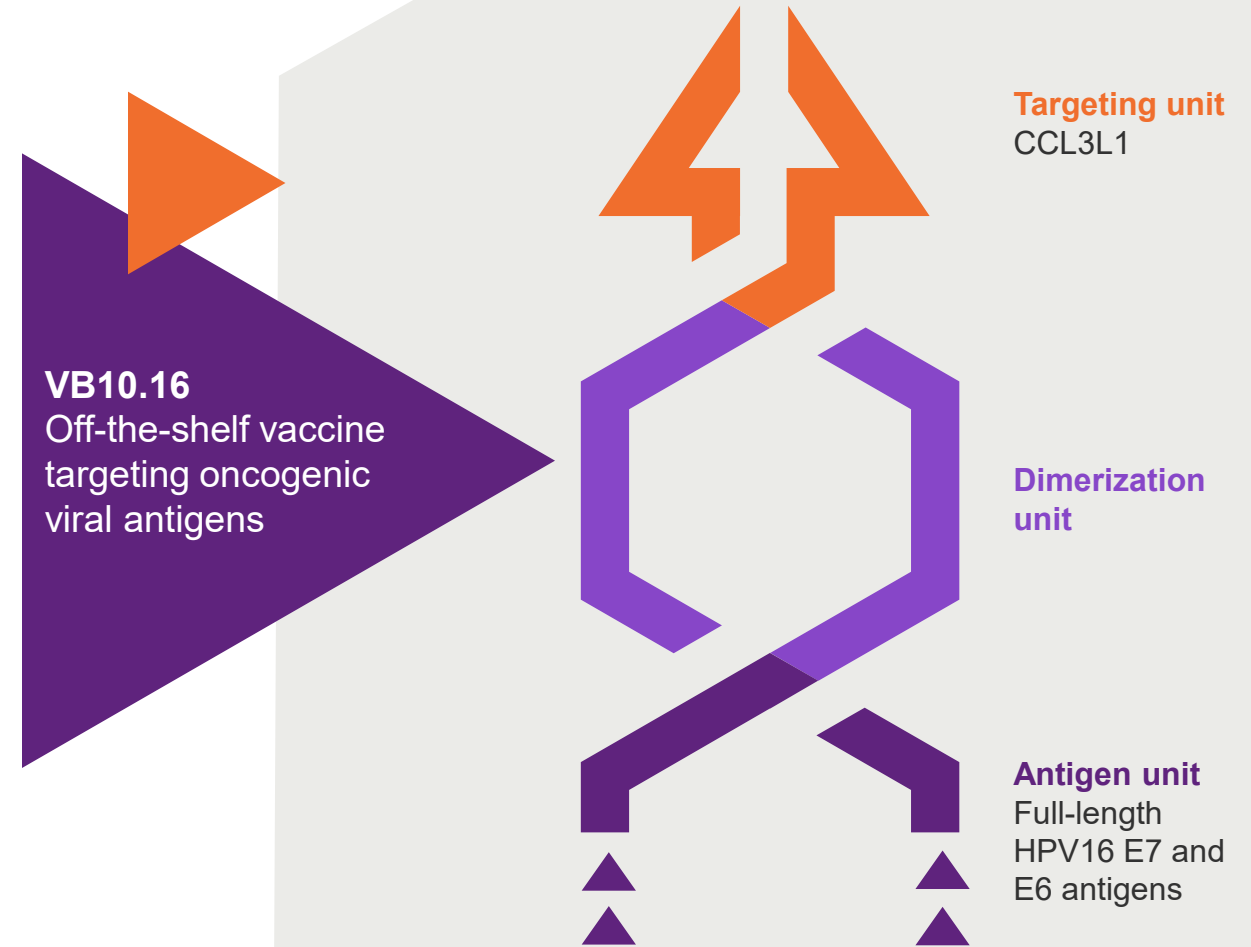 VB10.16
Off-the-shelf vaccine
targeting oncogenic
viral antigens
Targeting unit
CCL3L1
Dimerization
unit
Antigen unit
Full-length
HPV16 E7 and
E6 antigens